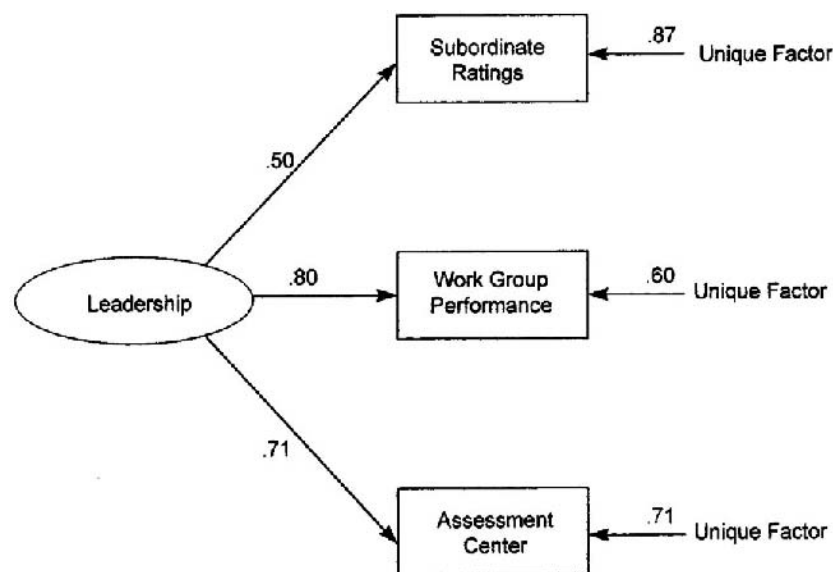 Subordinate
Ratings
.87
Unique Factor
.50
Leadership
.80
Work Group
Performance
.60
Unique Factor
.71
Assessment
Center
.71
Unique Factor